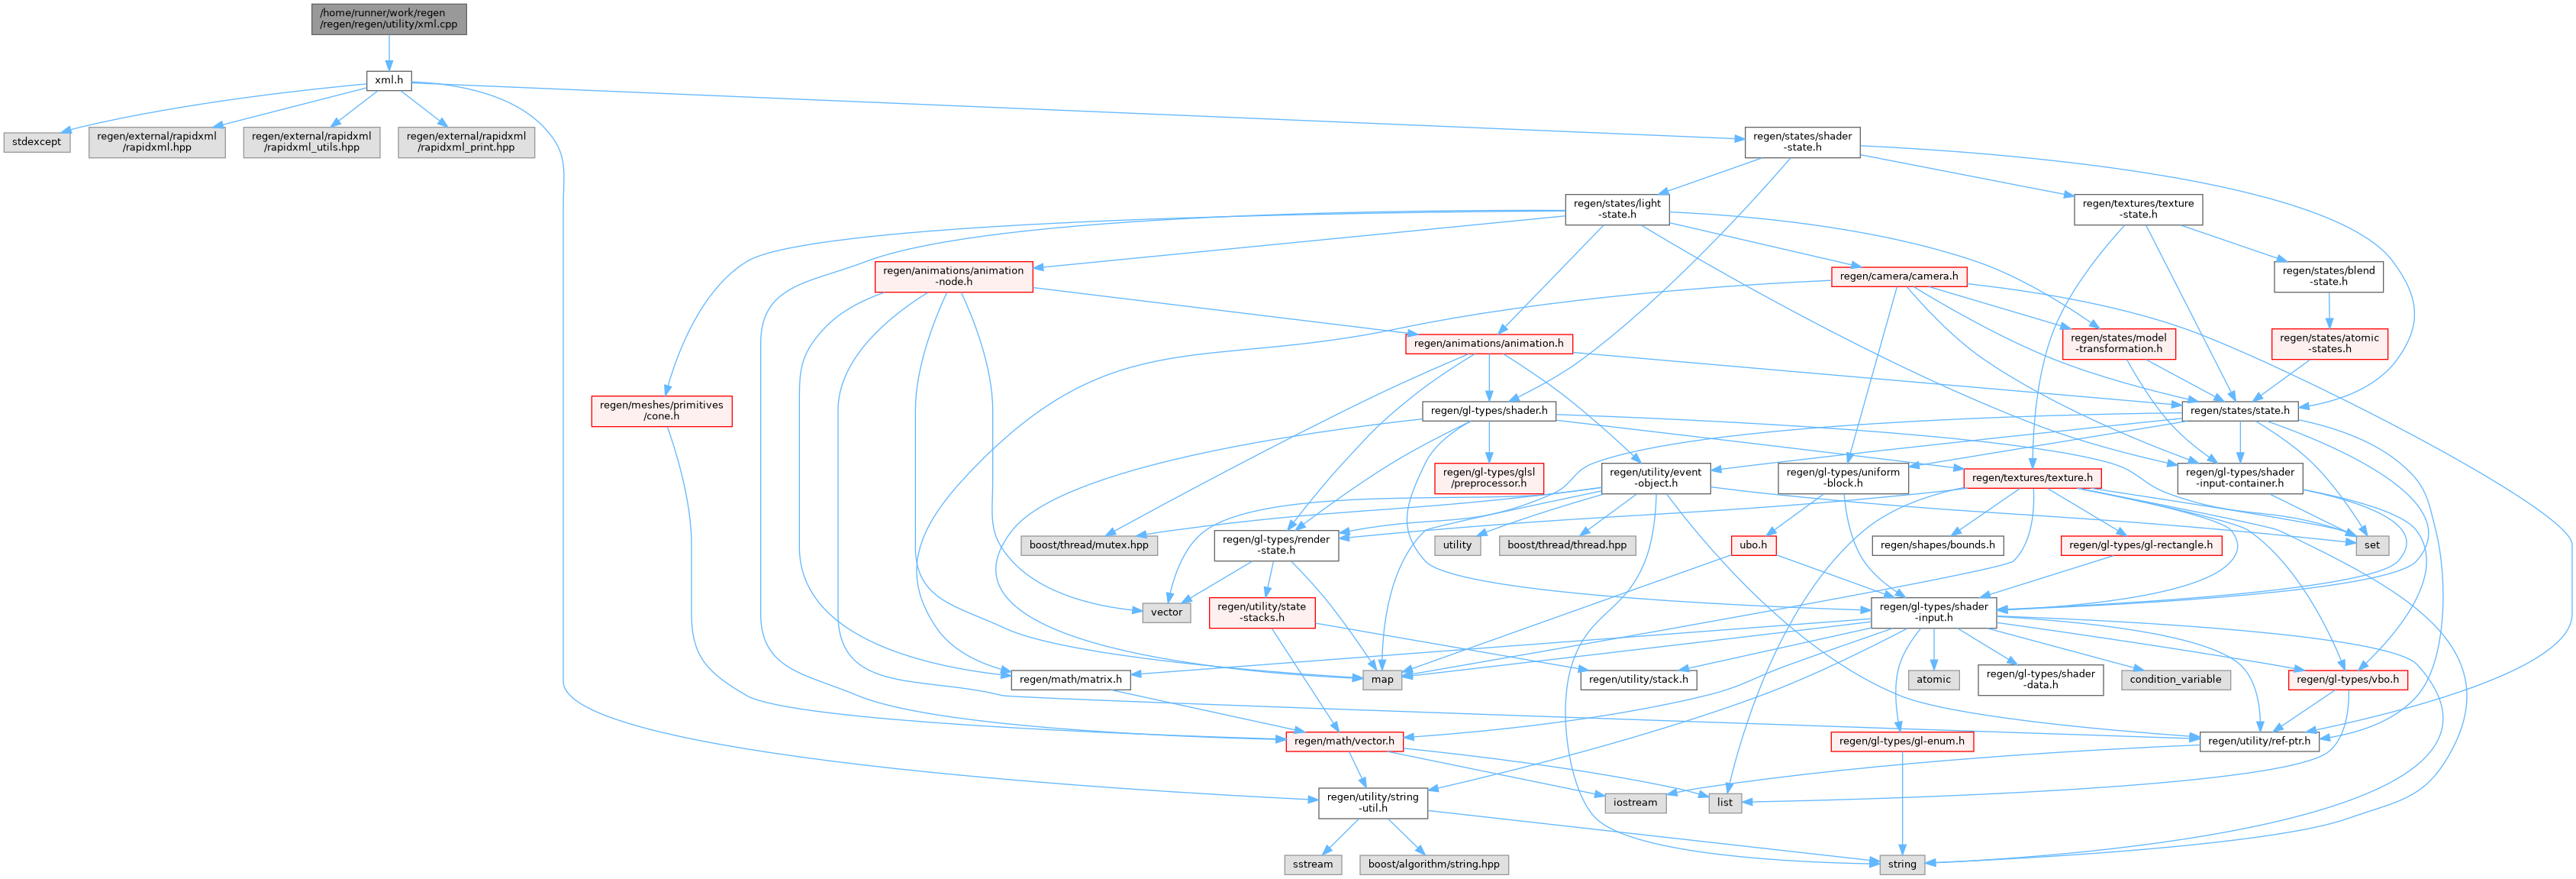 /home/runner/work/regen
/regen/regen/utility/xml.cpp
xml.h
stdexcept
regen/external/rapidxml
/rapidxml.hpp
regen/external/rapidxml
/rapidxml_utils.hpp
regen/external/rapidxml
/rapidxml_print.hpp
regen/states/shader
-state.h
regen/states/light
-state.h
regen/textures/texture
-state.h
regen/animations/animation
-node.h
regen/camera/camera.h
regen/states/blend
-state.h
regen/animations/animation.h
regen/states/model
-transformation.h
regen/states/atomic
-states.h
regen/meshes/primitives
/cone.h
regen/gl-types/shader.h
regen/states/state.h
regen/gl-types/glsl
/preprocessor.h
regen/utility/event
-object.h
regen/gl-types/uniform
-block.h
regen/textures/texture.h
regen/gl-types/shader
-input-container.h
boost/thread/mutex.hpp
regen/gl-types/render
-state.h
utility
boost/thread/thread.hpp
ubo.h
regen/shapes/bounds.h
regen/gl-types/gl-rectangle.h
set
vector
regen/utility/state
-stacks.h
regen/gl-types/shader
-input.h
regen/math/matrix.h
map
regen/utility/stack.h
atomic
regen/gl-types/shader
-data.h
condition_variable
regen/gl-types/vbo.h
regen/math/vector.h
regen/gl-types/gl-enum.h
regen/utility/ref-ptr.h
regen/utility/string
-util.h
iostream
list
sstream
boost/algorithm/string.hpp
string